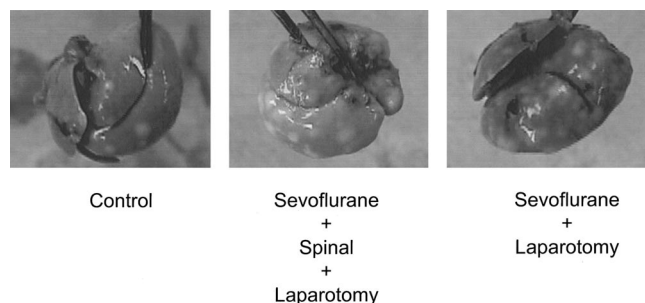 Control
Sevoflurane
+
Spinal
+
Laparotomy
Sevoflurane
+
Laparotomy